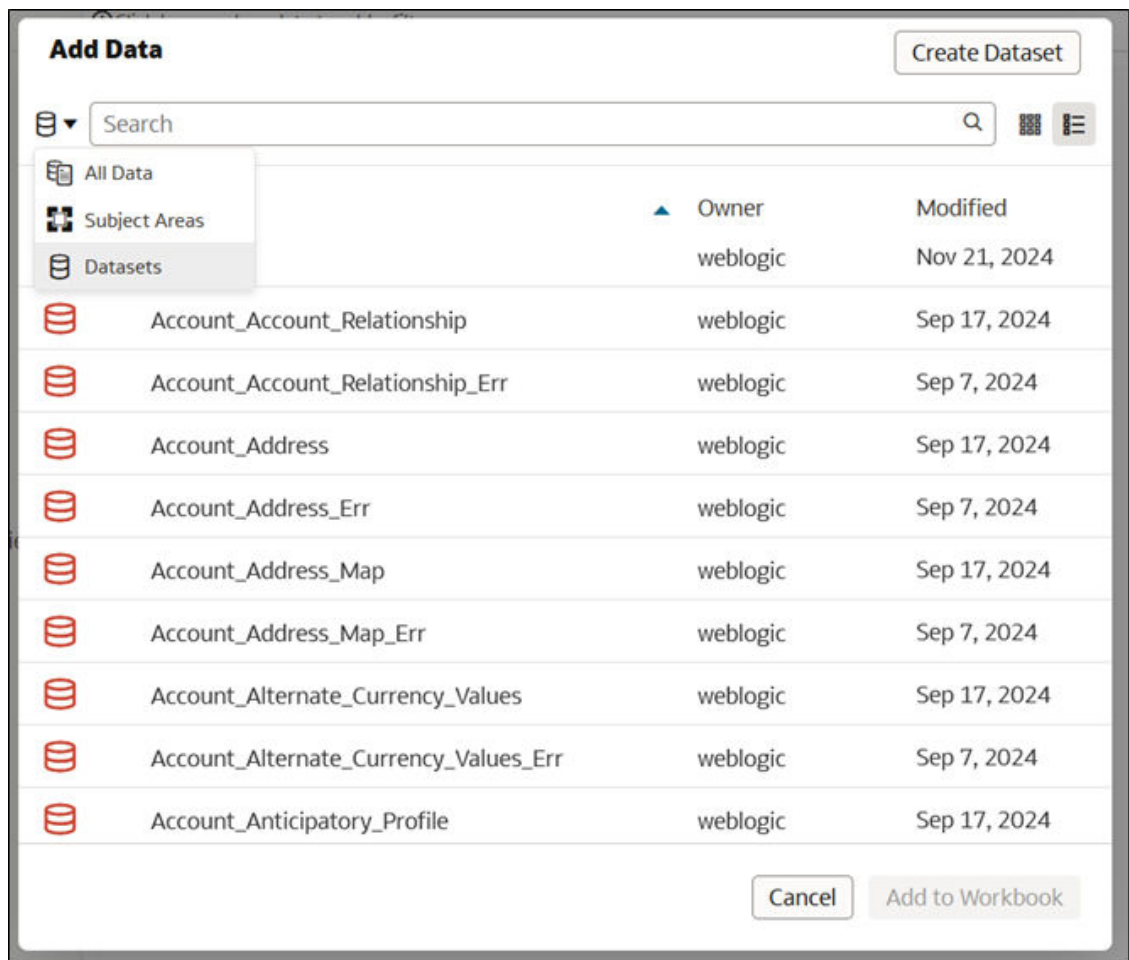 Add Data
Create Dataset
Search
All Data
Subject Areas
Datasets
Owner Modified
weblogic Nov 21, 2024
Account_Account_Relationship weblogic Sep 17, 2024
Account_Account_Relationship_Err weblogic Sep 7, 2024
Account_Address weblogic Sep 17, 2024
Account_Address_Err weblogic Sep 7, 2024
Account_Address_Map weblogic Sep 17, 2024
Account_Address_Map_Err weblogic Sep 7, 2024
Account_Alternate_Currency_Values weblogic Sep 17, 2024
Account_Alternate_Currency_Values_Err weblogic Sep 7, 2024
Account_Anticipatory_Profile weblogic Sep 17, 2024
Cancel Add to Workbook